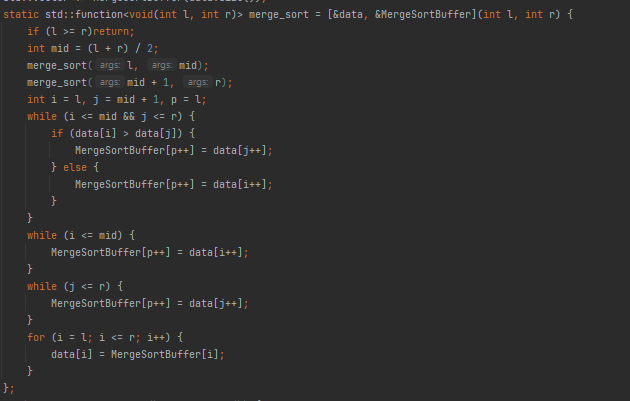 static std::function<void(int l, int r)> merge_sort = [&data, &MergeSortBuffer](int l, int r) {
if (l >= r)return;
int mid = (l + r) / 2;
merge_sort( args: l, args: mid);
merge_sort( args: mid + 1, args: r);
int i = l, j = mid + 1, p = l;
while (i <= mid && j <= r) {
if (data[i] > data[j]) {
MergeSortBuffer[p++] = data[j++];
} else {
MergeSortBuffer[p++] = data[i++];
}
}
while (i <= mid) {
MergeSortBuffer[p++] = data[i++];
}
while (j <= r) {
MergeSortBuffer[p++] = data[j++];
}
for (i = l; i <= r; i++) {
data[i] = MergeSortBuffer[i];
}
};